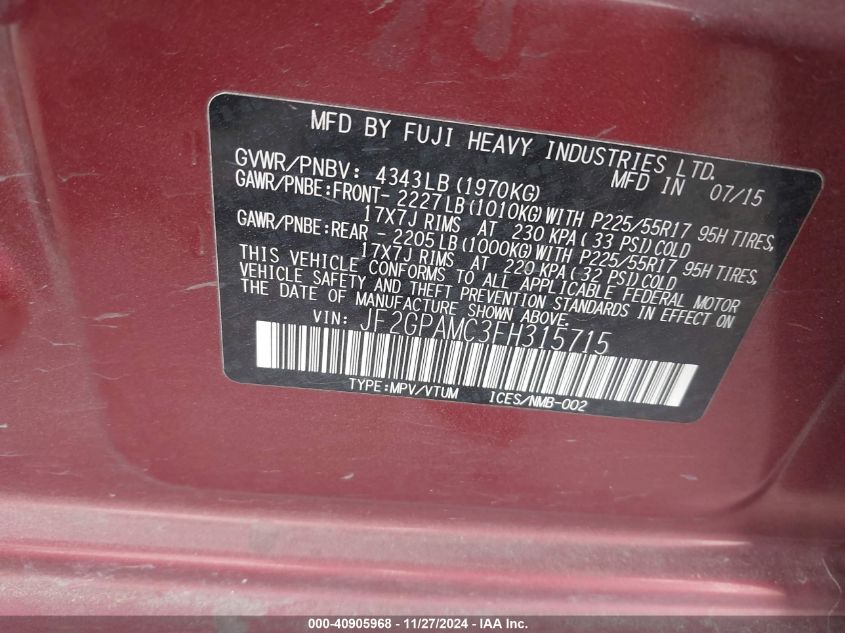 MFD BY FUJI HEAVY INDUSTRIES LTD.
GVWR/PNBV: 4343LB(1970KG) MFD IN 07/15
GAWR/PNBE:FRONT- 2227LB(1010KG)WITH P225/55R17 95H TIRES,
17X7J RIMS AT 230 KPA(33 PSI)COLD
GAWR/PNBE:REAR - 2205LB(1000KG)WITH P225/55R17 95H TIRES,
17X7J RIMS AT 220 KPA(32 PSI)COLD
THIS VEHICLE CONFORMS TO ALL APPLICABLE FEDERAL MOTOR
VEHICLE SAFETY AND THEFT PREVENTION STANDARDS IN EFFECT ON
THE DATE OF MANUFACTURE SHOWN ABOVE.
VIN: JF2GPAMC3FH315715
TYPE:MPV/VTUM ICES/NMB-002
000-40905968 - 11/27/2024 - IAAI.COM